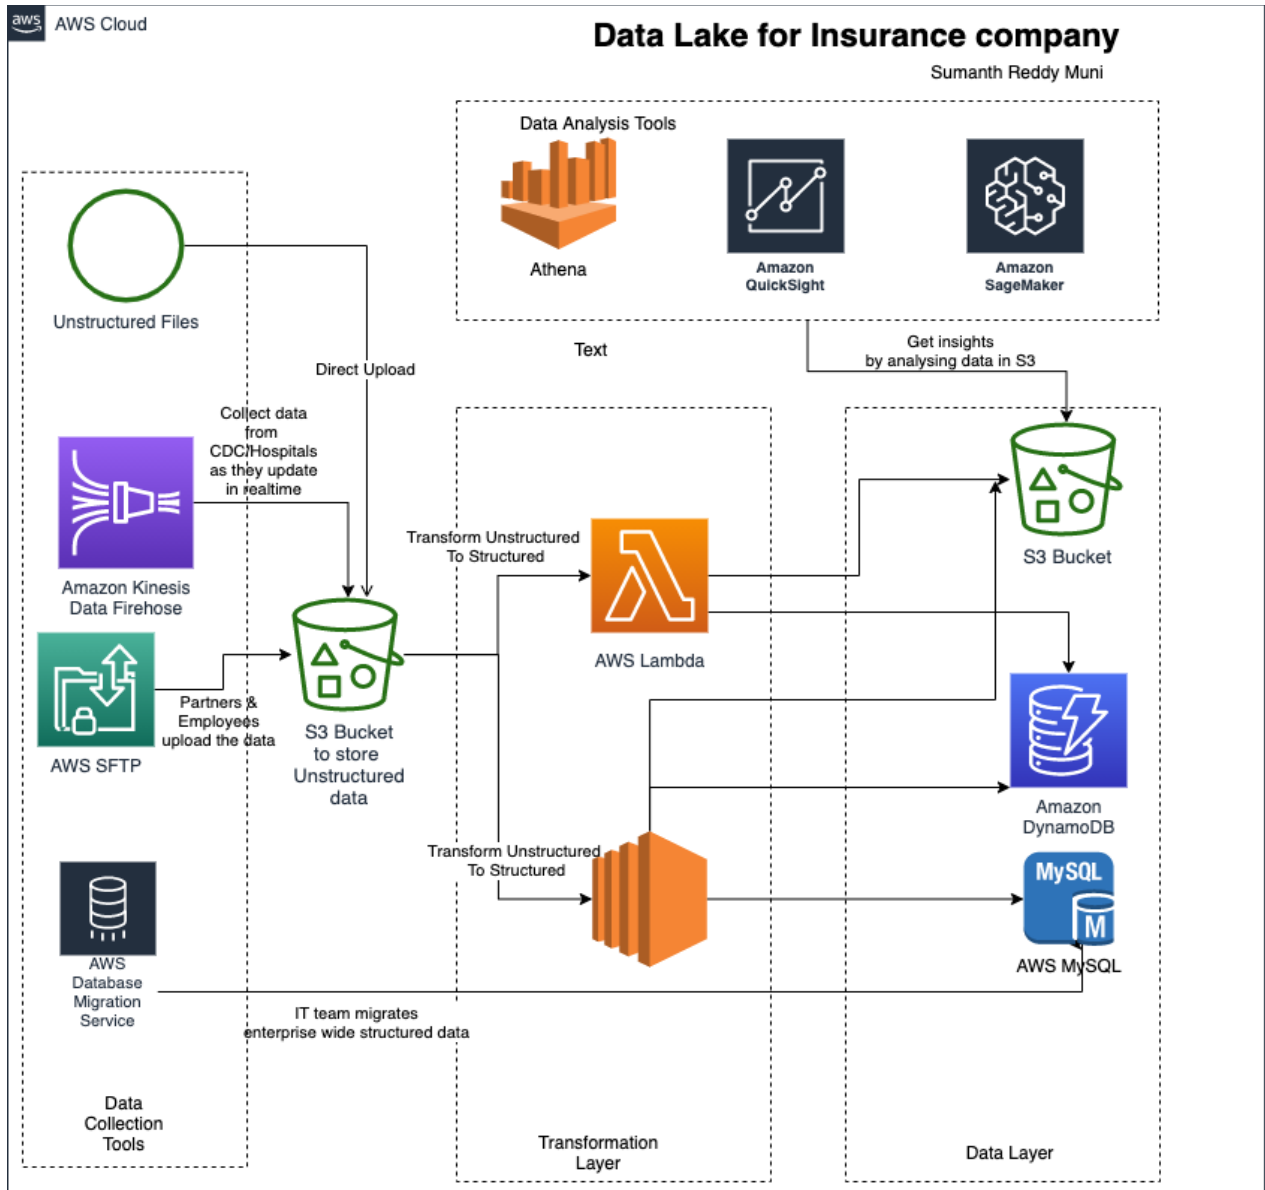 aws
AWS Cloud
Data Lake for Insurance company
Sumanth Reddy Muni
Data Analysis Tools
Athena
Amazon
QuickSight
Amazon
SageMaker
Unstructured Files
Text
Get insights
by analysing data in S3
Direct Upload
Collect data
from
CDC/Hospitals
as they update
in realtime
Amazon Kinesis
Data Firehose
Transform Unstructured
To Structured
AWS Lambda
S3 Bucket
AWS SFTP
Partners &
Employees
upload the data
S3 Bucket
to store
Unstructured
data
Amazon
DynamoDB
Transform Unstructured
To Structured
MySQL
M
AWS MySQL
AWS
Database
Migration
Service
IT team migrates
enterprise wide structured data
Data
Collection
Tools
Transformation
Layer
Data Layer